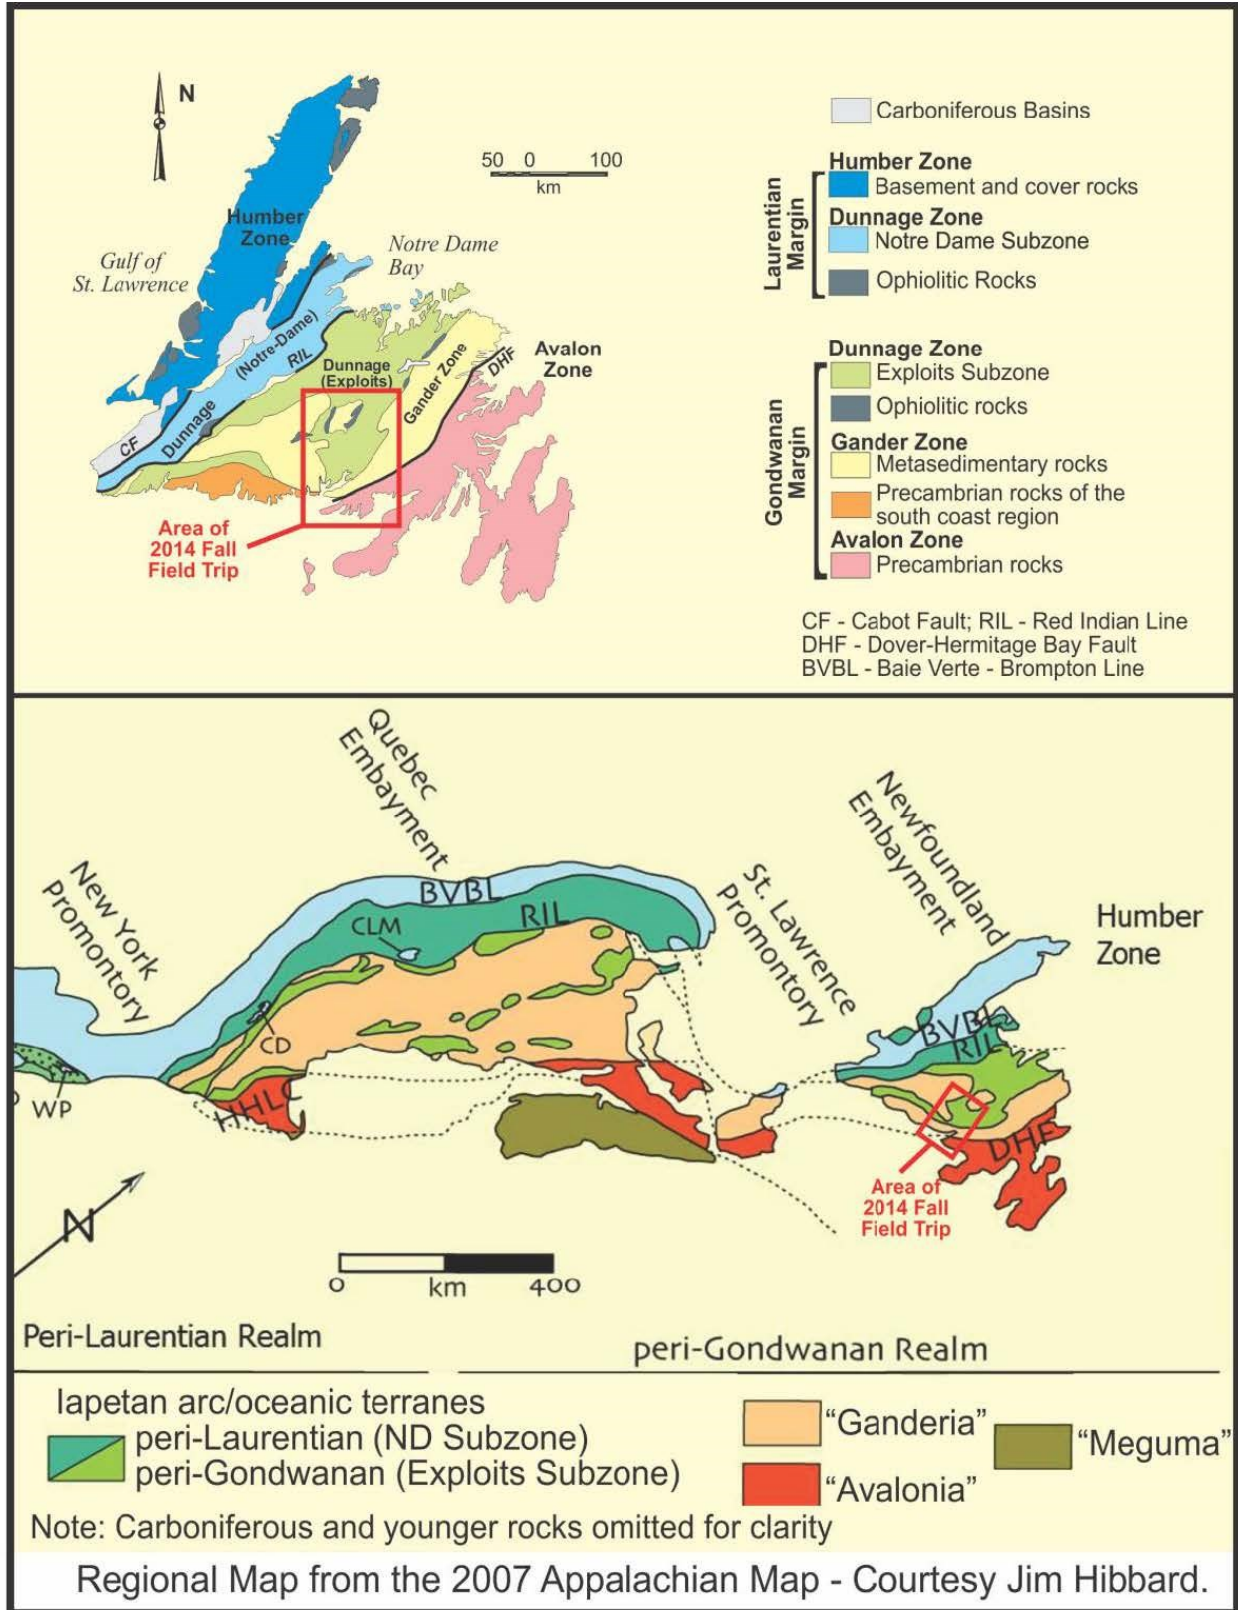 N
50 0 100
km
Humber
Zone
Gulf of
St. Lawrence
Notre Dame
Bay
(Notre-Dame)
RIL
Dunnage
(Exploits)
Dunnage
CF
Gander Zone
DHF
Avalon
Zone
Area of
2014 Fall
Field Trip
Carboniferous Basins
Laurentian
Margin
Humber Zone
Basement and cover rocks
Dunnage Zone
Notre Dame Subzone
Ophiolitic Rocks
Gondwanan
Margin
Dunnage Zone
Exploits Subzone
Ophiolitic rocks
Gander Zone
Metasedimentary rocks
Precambrian rocks of the
south coast region
Avalon Zone
Precambrian rocks
CF - Cabot Fault; RIL - Red Indian Line
DHF - Dover-Hermitage Bay Fault
BVBL - Baie Verte - Brompton Line
New York
Promontory
Quebec
Embayment
St. Lawrence
Promontory
Newfoundland
Embayment
Humber
Zone
BVBL
RIL
CLM
CD
WP
HHLC
BVBL
RIL
DHF
Area of
2014 Fall
Field Trip
N
0 km 400
Peri-Laurentian Realm
peri-Gondwanan Realm
Iapetan arc/oceanic terranes
peri-Laurentian (ND Subzone)
peri-Gondwanan (Exploits Subzone)
“Ganderia”
“Avalonia”
“Meguma”
Note: Carboniferous and younger rocks omitted for clarity
Regional Map from the 2007 Appalachian Map - Courtesy Jim Hibbard.